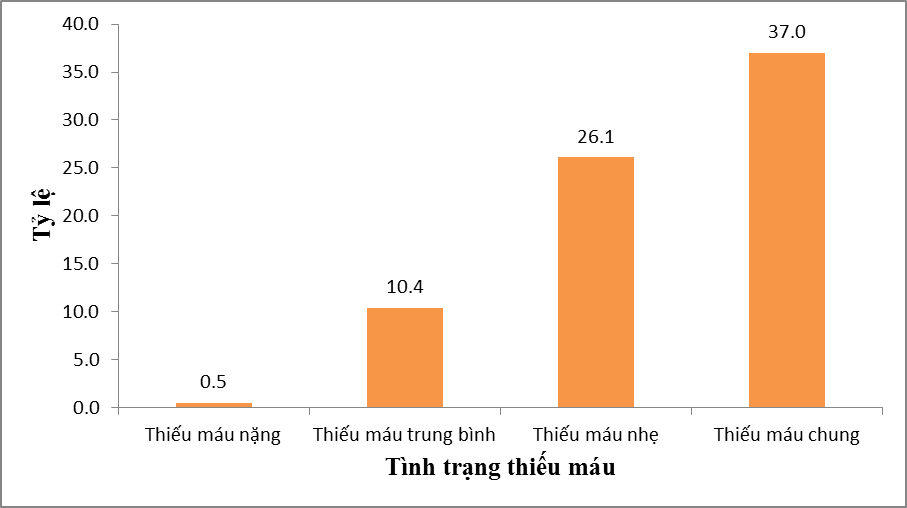 40.0
35.0
30.0
25.0
20.0
15.0
10.0
5.0
0.0
Tỷ lệ
0.5
10.4
26.1
37.0
Thiếu máu nặng
Thiếu máu trung bình
Thiếu máu nhẹ
Thiếu máu chung
Tình trạng thiếu máu